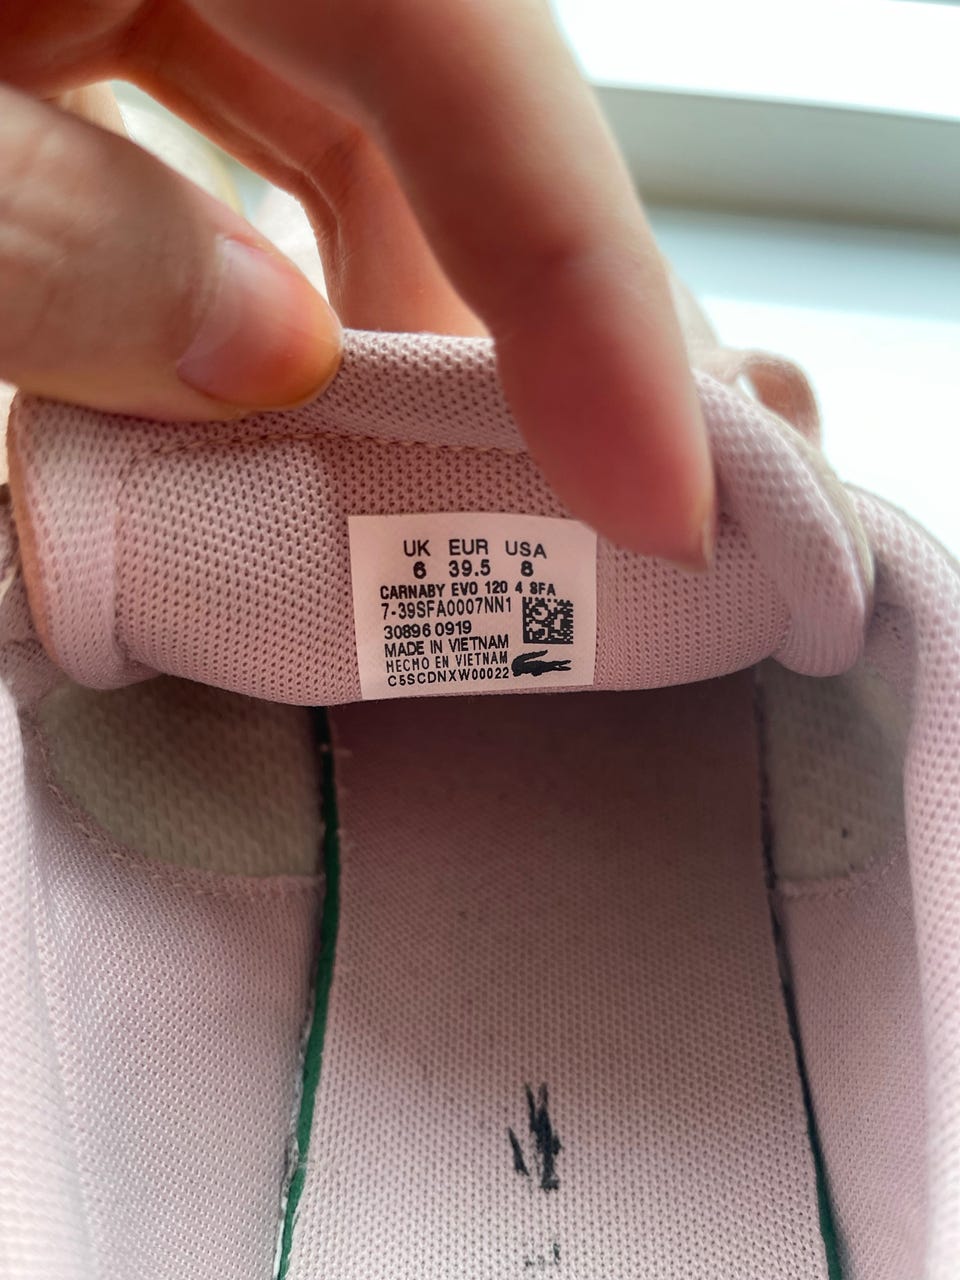 UK EUR USA
6 39.5 8
CARNABY EVO 120 4 SFA
7-39SFA0007NN1
30896 0919
MADE IN VIETNAM
HECHO EN VIETNAM
C5SCDNXW00022